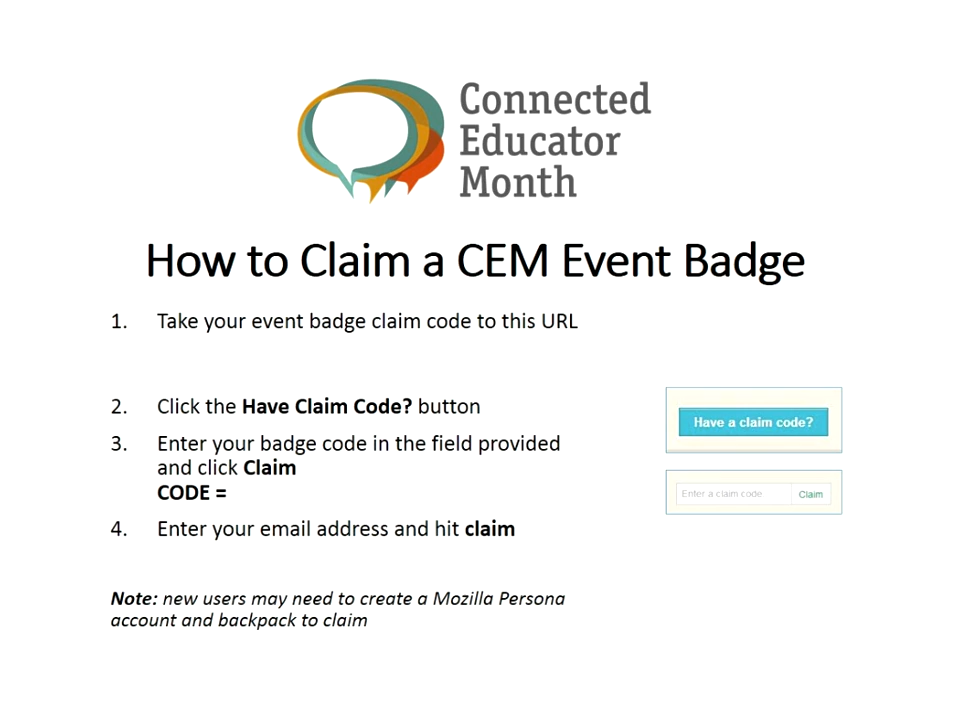 Connected
Educator
Month
How to Claim a CEM Event Badge
1. Take your event badge claim code to this URL
2. Click the Have Claim Code? button
Have a claim code?
3. Enter your badge code in the field provided
and click Claim
CODE =
Enter a claim code Claim
4. Enter your email address and hit claim
Note: new users may need to create a Mozilla Persona
account and backpack to claim